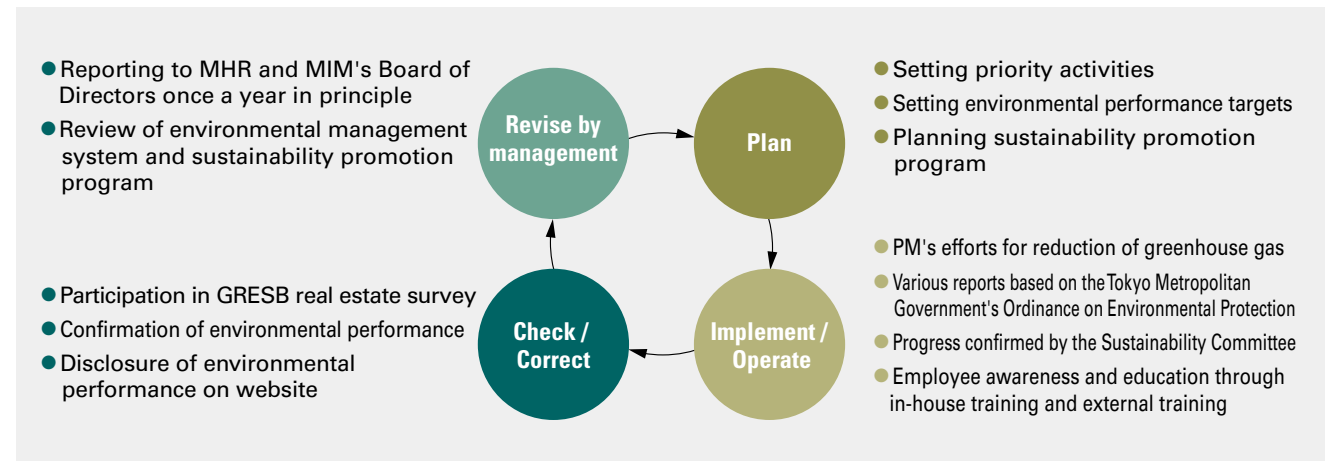 ● Reporting to MHR and MIM's Board of
Directors once a year in principle
● Review of environmental management
system and sustainability promotion
program
Revise by
management
Plan
● Setting priority activities
● Setting environmental performance targets
● Planning sustainability promotion
program
● Participation in GRESB real estate survey
● Confirmation of environmental performance
● Disclosure of environmental
performance on website
Check /
Correct
Implement /
Operate
● PM's efforts for reduction of greenhouse gas
● Various reports based on the Tokyo Metropolitan
Government's Ordinance on Environmental Protection
● Progress confirmed by the Sustainability Committee
● Employee awareness and education through
in-house training and external training